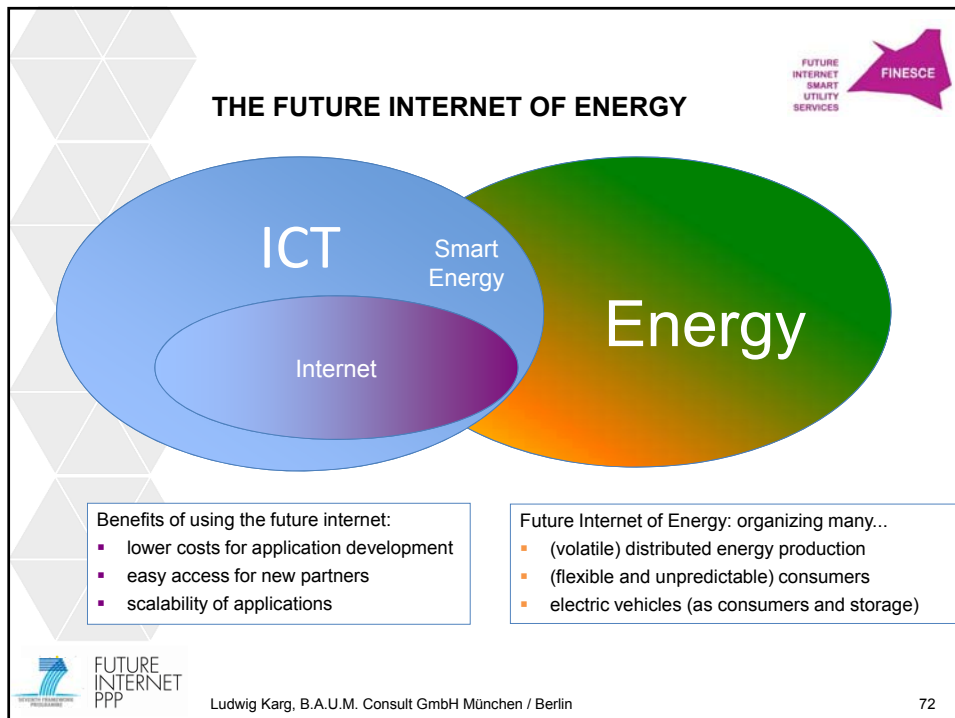 FUTURE
INTERNET
SMART
UTILITY
SERVICES
FINESCE
THE FUTURE INTERNET OF ENERGY
ICT
Smart
Energy
Internet
Energy
Benefits of using the future internet:
▪ lower costs for application development
▪ easy access for new partners
▪ scalability of applications
Future Internet of Energy: organizing many...
▪ (volatile) distributed energy production
▪ (flexible and unpredictable) consumers
▪ electric vehicles (as consumers and storage)
SEVENTH FRAMEWORK
PROGRAMME
FUTURE
INTERNET
PPP
Ludwig Karg, B.A.U.M. Consult GmbH München / Berlin
72